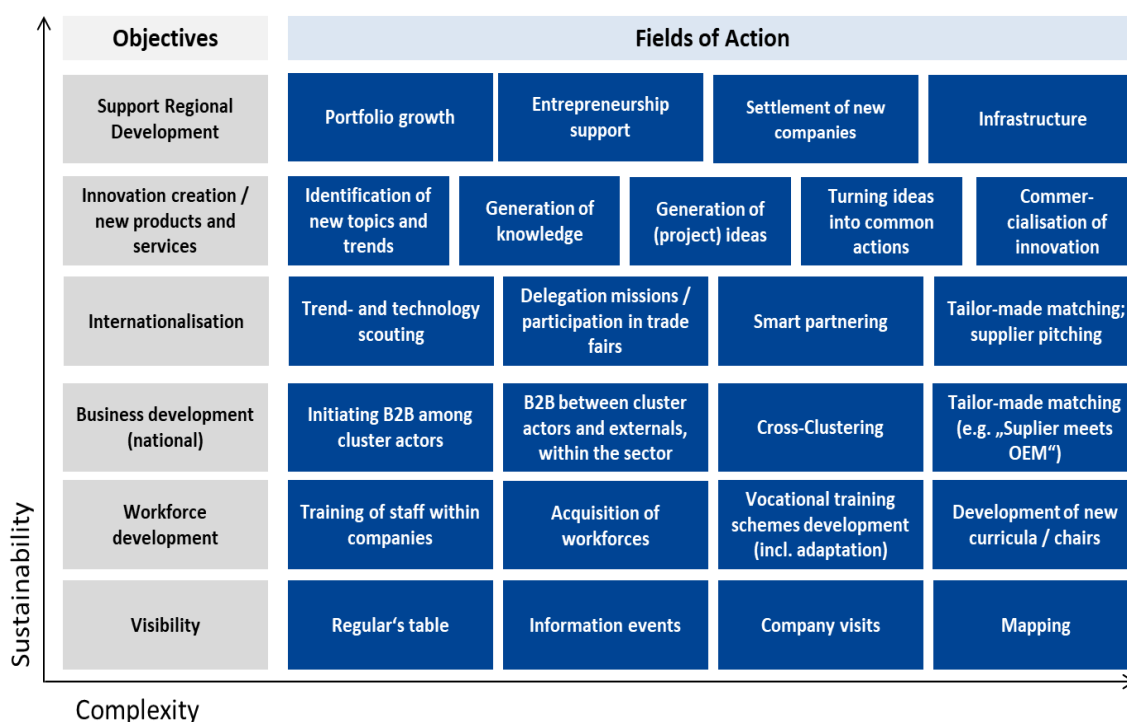 Objectives
Fields of Action
Support Regional
Development
Portfolio growth
Entrepreneurship
support
Settlement of new
companies
Infrastructure
Innovation creation /
new products and
services
Identification of
new topics and
trends
Generation of
knowledge
Generation of
(project) ideas
Turning ideas
into common
actions
Commer-
cialisation of
innovation
Internationalisation
Trend- and technology
scouting
Delegation missions /
participation in trade
fairs
Smart partnering
Tailor-made matching;
supplier pitching
Business development
(national)
Initiating B2B among
cluster actors
B2B between cluster
actors and externals,
within the sector
Cross-Clustering
Tailor-made matching
(e.g. „Suplier meets
OEM“)
Workforce
development
Training of staff within
companies
Acquisition of
workforces
Vocational training
schemes development
(incl. adaptation)
Development of new
curricula / chairs
Visibility
Regular‘s table
Information events
Company visits
Mapping
Sustainability
Complexity